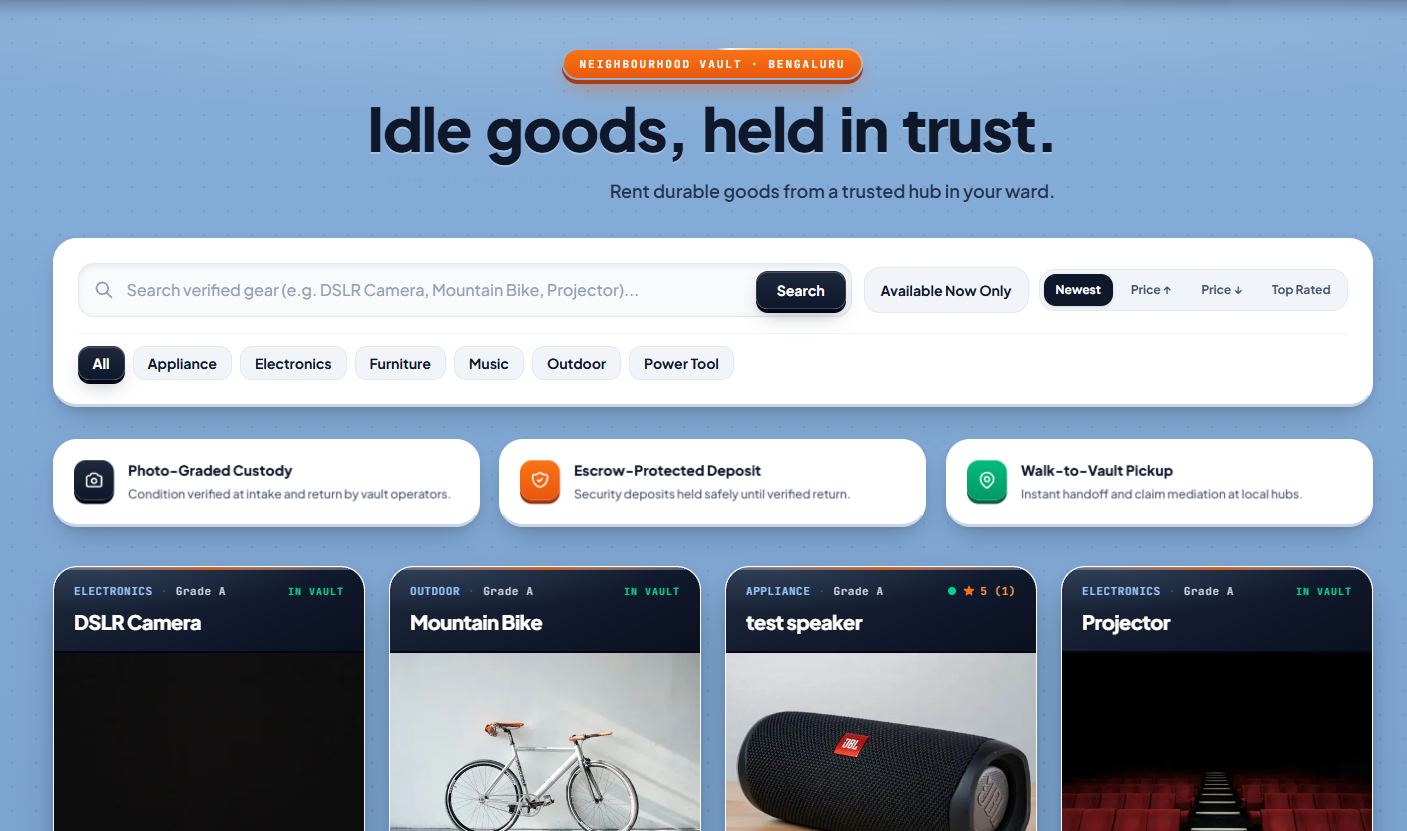 NEIGHBOURHOOD VAULT · BENGALURU
Idle goods, held in trust.
Rent durable goods from a trusted hub in your ward.
Search verified gear (e.g. DSLR Camera, Mountain Bike, Projector)...
Search
Available Now Only
Newest
Price ↑
Price ↓
Top Rated
All
Appliance
Electronics
Furniture
Music
Outdoor
Power Tool
Photo-Graded Custody
Condition verified at intake and return by vault operators.
Escrow-Protected Deposit
Security deposits held safely until verified return.
Walk-to-Vault Pickup
Instant handoff and claim mediation at local hubs.
ELECTRONICS · Grade A IN VAULT
DSLR Camera
OUTDOOR · Grade A IN VAULT
Mountain Bike
APPLIANCE · Grade A ● ★ 5 (1)
test speaker
JBL
ELECTRONICS · Grade A IN VAULT
Projector